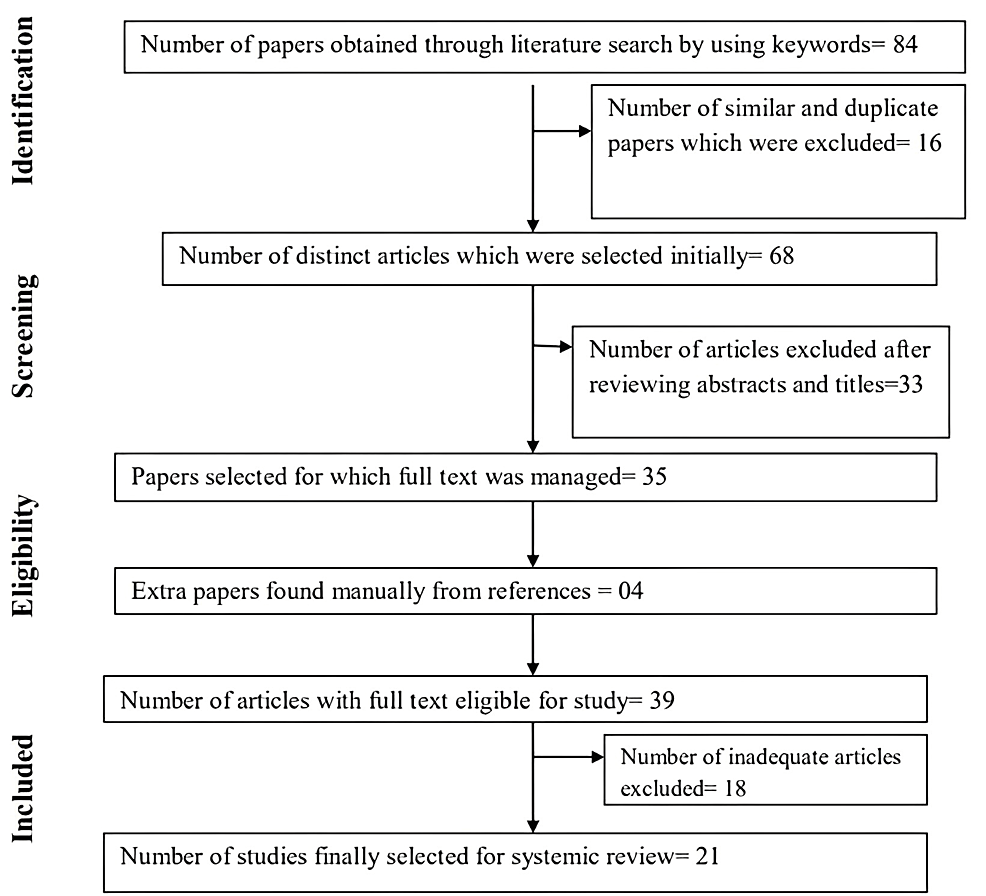 Identification
Number of papers obtained through literature search by using keywords= 84
Number of similar and duplicate
papers which were excluded= 16
Screening
Number of distinct articles which were selected initially= 68
Number of articles excluded after
reviewing abstracts and titles=33
Eligibility
Papers selected for which full text was managed= 35
Extra papers found manually from references = 04
Included
Number of articles with full text eligible for study= 39
Number of inadequate articles
excluded= 18
Number of studies finally selected for systemic review= 21